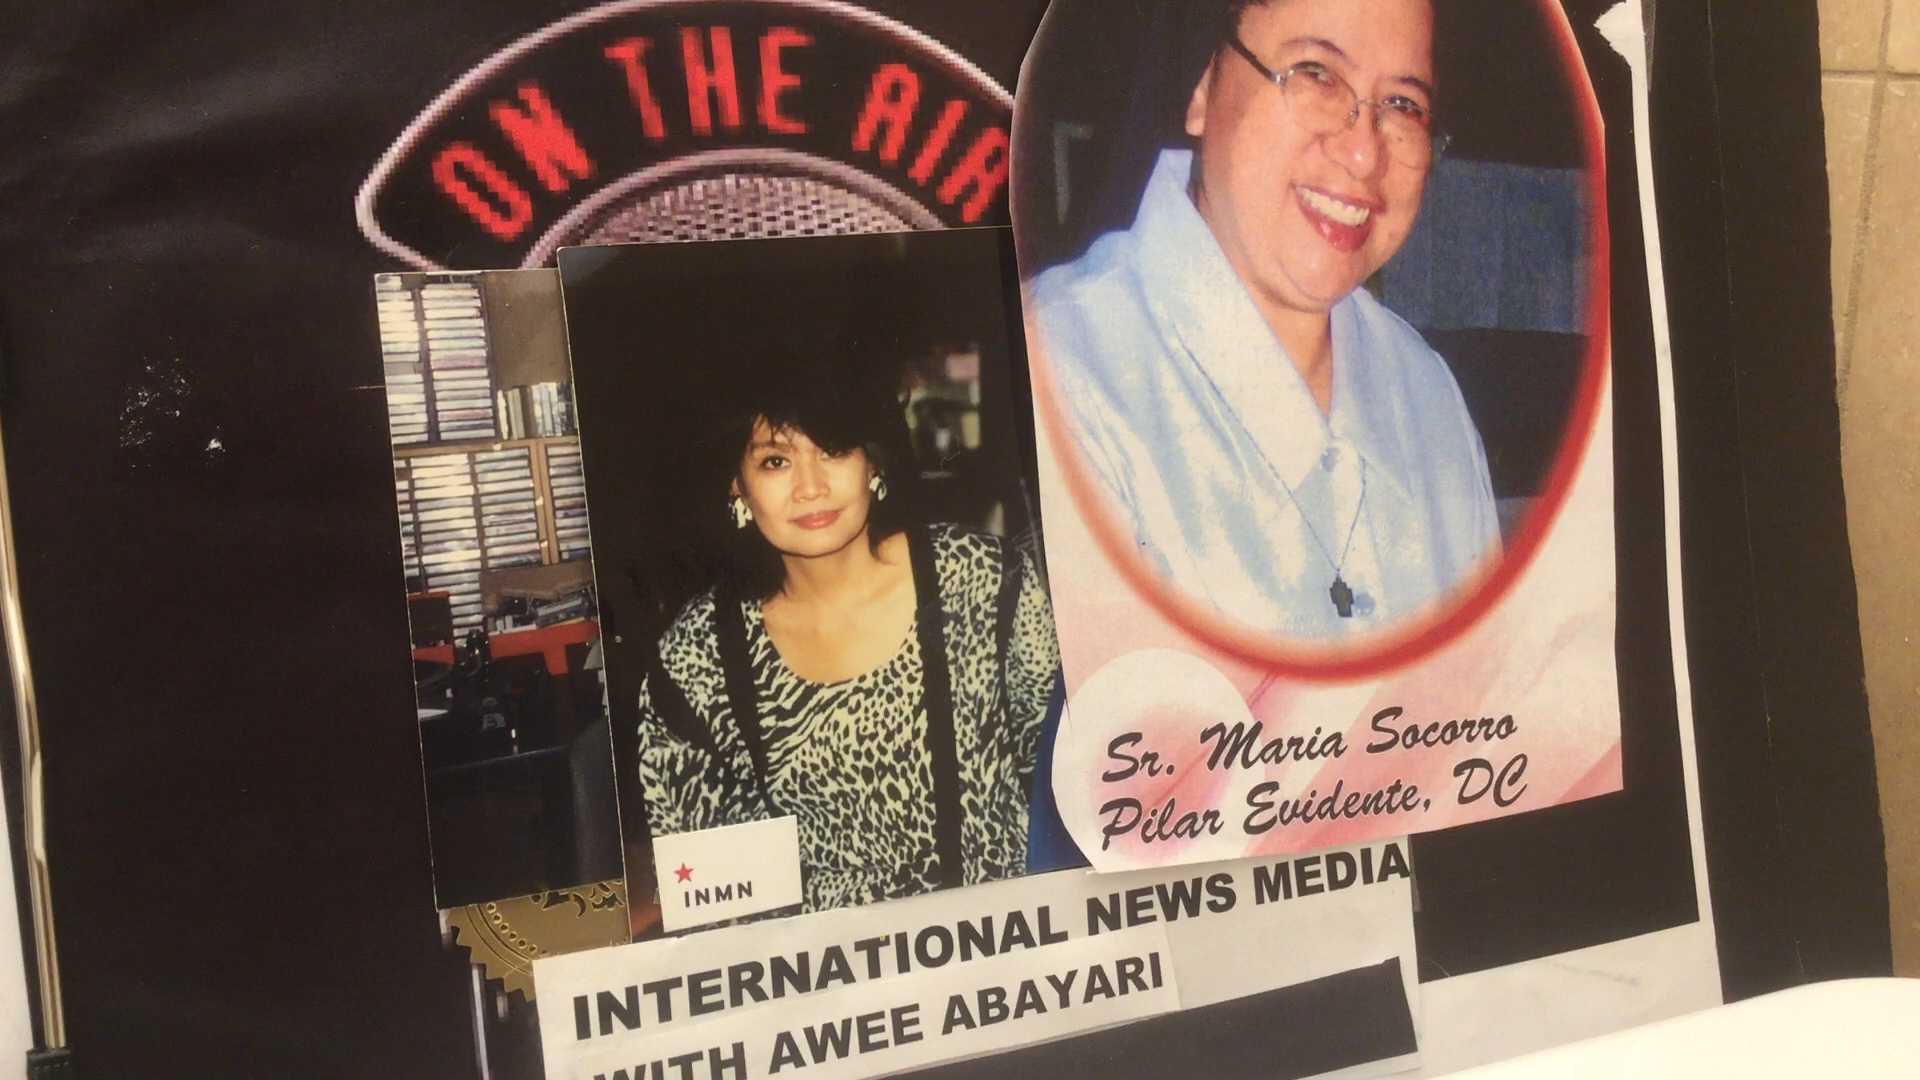 ON THE AIR
Sr. Maria Socorro
Pilar Evidente, DC
INMN
INTERNATIONAL NEWS MEDIA
WITH AWEE ABAYARI